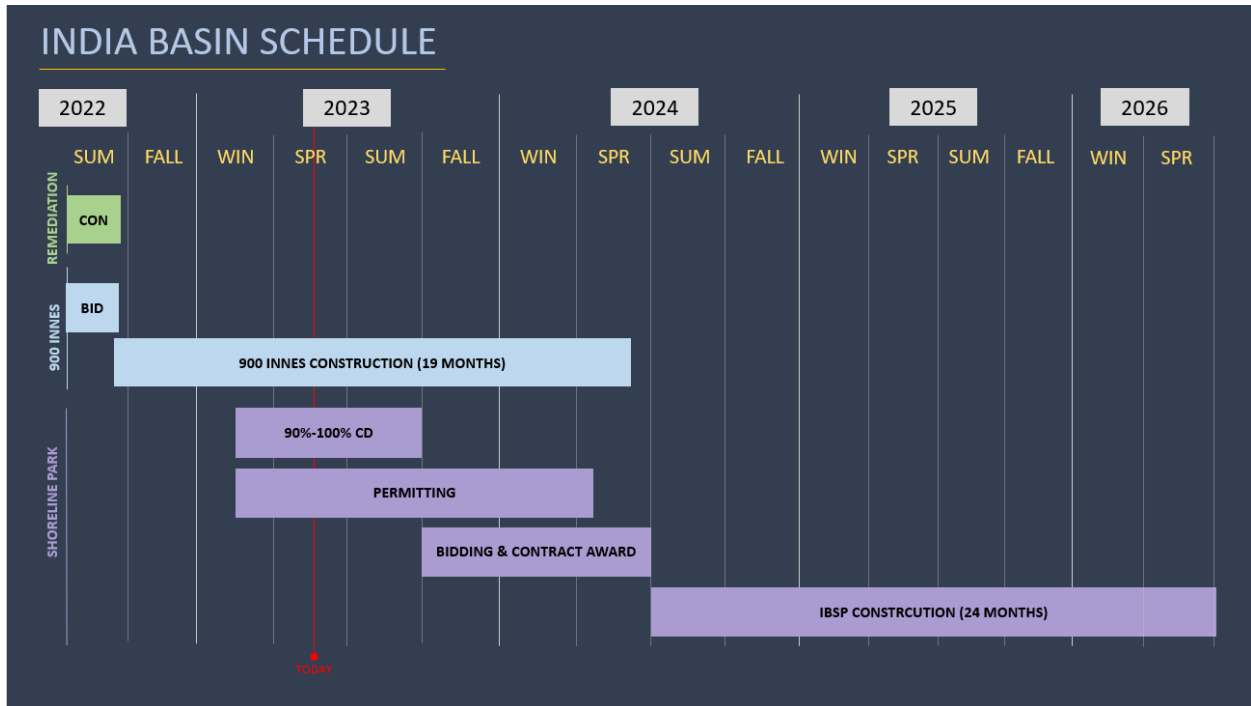 INDIA BASIN SCHEDULE
2022 2023 2024 2025 2026
SUM FALL WIN SPR SUM FALL WIN SPR SUM FALL WIN SPR SUM FALL WIN SPR
REMEDIATION
CON
900 INNES
BID
900 INNES CONSTRUCTION (19 MONTHS)
SHORELINE PARK
90%-100% CD
PERMITTING
BIDDING & CONTRACT AWARD
IBSP CONSTRCUTION (24 MONTHS)
TODAY